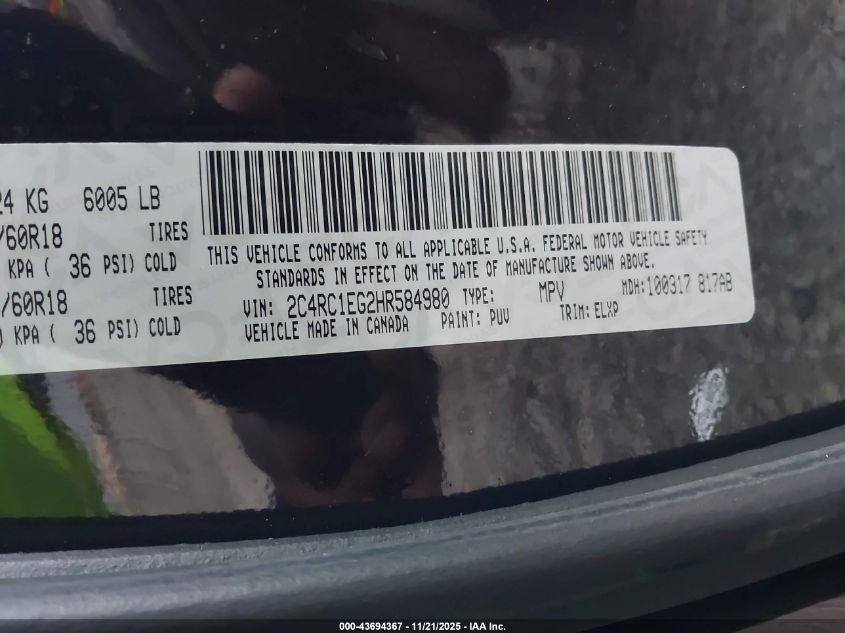 24 KG 6005 LB
/60R18 TIRES
KPA ( 36 PSI) COLD
/60R18 TIRES
KPA ( 36 PSI) COLD
THIS VEHICLE CONFORMS TO ALL APPLICABLE U.S.A. FEDERAL MOTOR VEHICLE SAFETY
STANDARDS IN EFFECT ON THE DATE OF MANUFACTURE SHOWN ABOVE.
VIN: 2C4RC1EG2HR584980 TYPE: MPV MDH:100317 817AB
VEHICLE MADE IN CANADA PAINT: PUV TRIM: ELXP
000-43694367 - 11/21/2025 - IAA Inc.